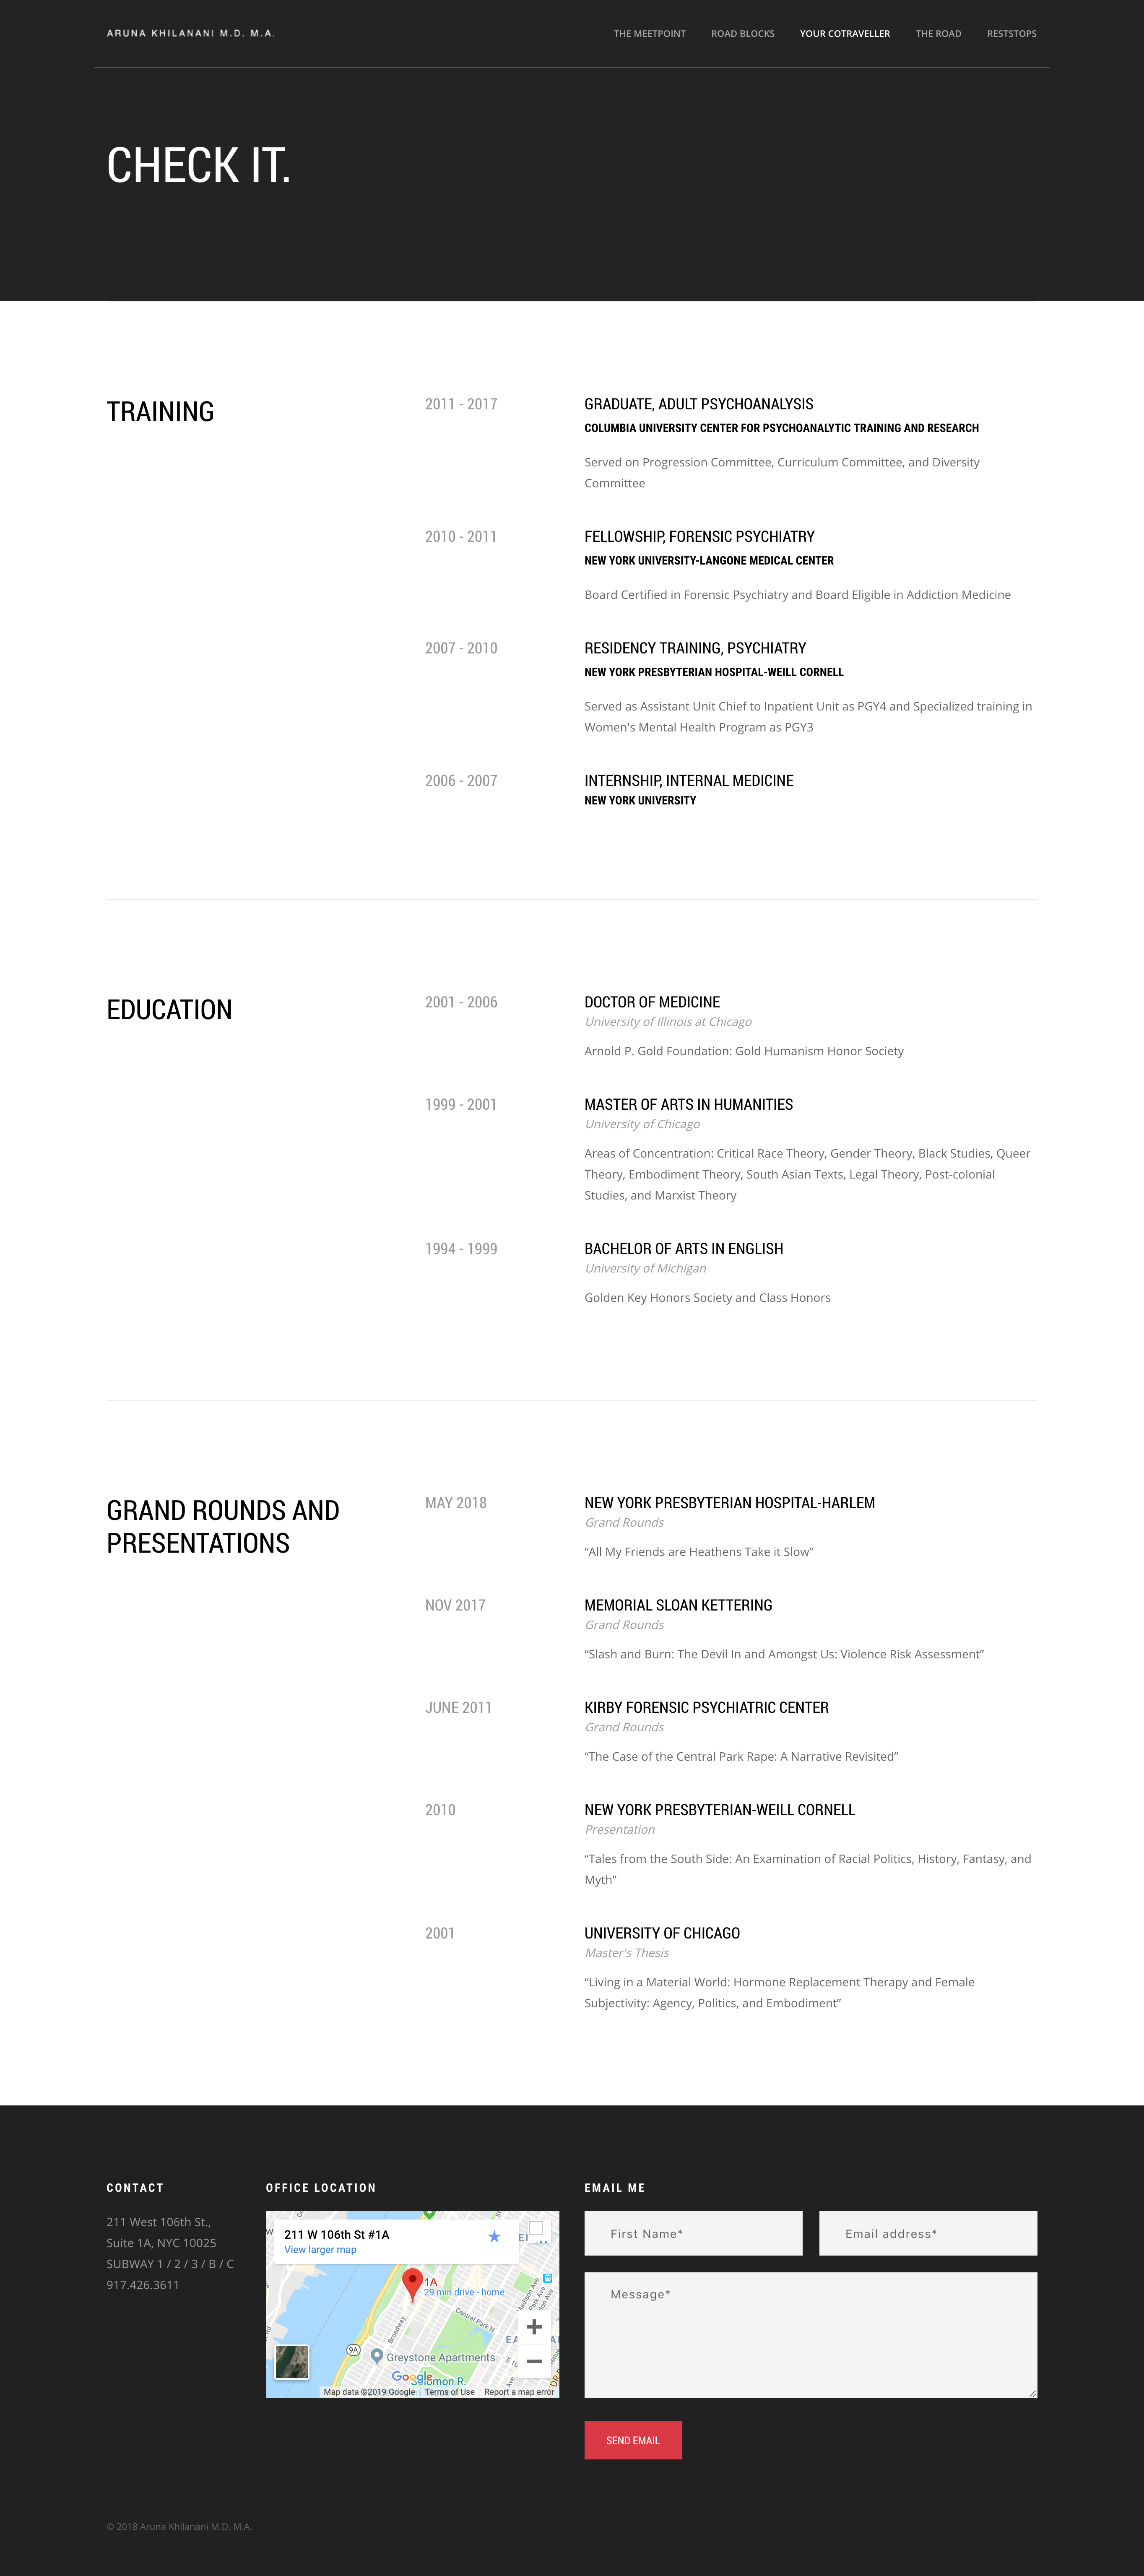 ARUNA KHILANANI M.D. M.A.
THE MEETPOINT
ROAD BLOCKS
YOUR COTRAVELLER
THE ROAD
RESTSTOPS
CHECK IT.
TRAINING
2011 - 2017
GRADUATE, ADULT PSYCHOANALYSIS
COLUMBIA UNIVERSITY CENTER FOR PSYCHOANALYTIC TRAINING AND RESEARCH
Served on Progression Committee, Curriculum Committee, and Diversity
Committee
2010 - 2011
FELLOWSHIP, FORENSIC PSYCHIATRY
NEW YORK UNIVERSITY-LANGONE MEDICAL CENTER
Board Certified in Forensic Psychiatry and Board Eligible in Addiction Medicine
2007 - 2010
RESIDENCY TRAINING, PSYCHIATRY
NEW YORK PRESBYTERIAN HOSPITAL-WEILL CORNELL
Served as Assistant Unit Chief to Inpatient Unit as PGY4 and Specialized training in
Women's Mental Health Program as PGY3
2006 - 2007
INTERNSHIP, INTERNAL MEDICINE
NEW YORK UNIVERSITY
EDUCATION
2001 - 2006
DOCTOR OF MEDICINE
University of Illinois at Chicago
Arnold P. Gold Foundation: Gold Humanism Honor Society
1999 - 2001
MASTER OF ARTS IN HUMANITIES
University of Chicago
Areas of Concentration: Critical Race Theory, Gender Theory, Black Studies, Queer
Theory, Embodiment Theory, South Asian Texts, Legal Theory, Post-colonial
Studies, and Marxist Theory
1994 - 1999
BACHELOR OF ARTS IN ENGLISH
University of Michigan
Golden Key Honors Society and Class Honors
GRAND ROUNDS AND
PRESENTATIONS
MAY 2018
NEW YORK PRESBYTERIAN HOSPITAL-HARLEM
Grand Rounds
“All My Friends are Heathens Take it Slow”
NOV 2017
MEMORIAL SLOAN KETTERING
Grand Rounds
“Slash and Burn: The Devil In and Amongst Us: Violence Risk Assessment”
JUNE 2011
KIRBY FORENSIC PSYCHIATRIC CENTER
Grand Rounds
“The Case of the Central Park Rape: A Narrative Revisited”
2010
NEW YORK PRESBYTERIAN-WEILL CORNELL
Presentation
“Tales from the South Side: An Examination of Racial Politics, History, Fantasy, and
Myth”
2001
UNIVERSITY OF CHICAGO
Master's Thesis
“Living in a Material World: Hormone Replacement Therapy and Female
Subjectivity: Agency, Politics, and Embodiment”
CONTACT
211 West 106th St.,
Suite 1A, NYC 10025
SUBWAY 1 / 2 / 3 / B / C
917.426.3611
OFFICE LOCATION
211 W 106th St #1A
View larger map
1A
29 min drive - home
Madison Ave
Park Ave
Central Park N
Broadway
9A
Greystone Apartments
Google
Solomon R.
Map data ©2019 Google
Terms of Use
Report a map error
EMAIL ME
First Name*
Email address*
Message*
SEND EMAIL
© 2018 Aruna Khilanani M.D. M.A.